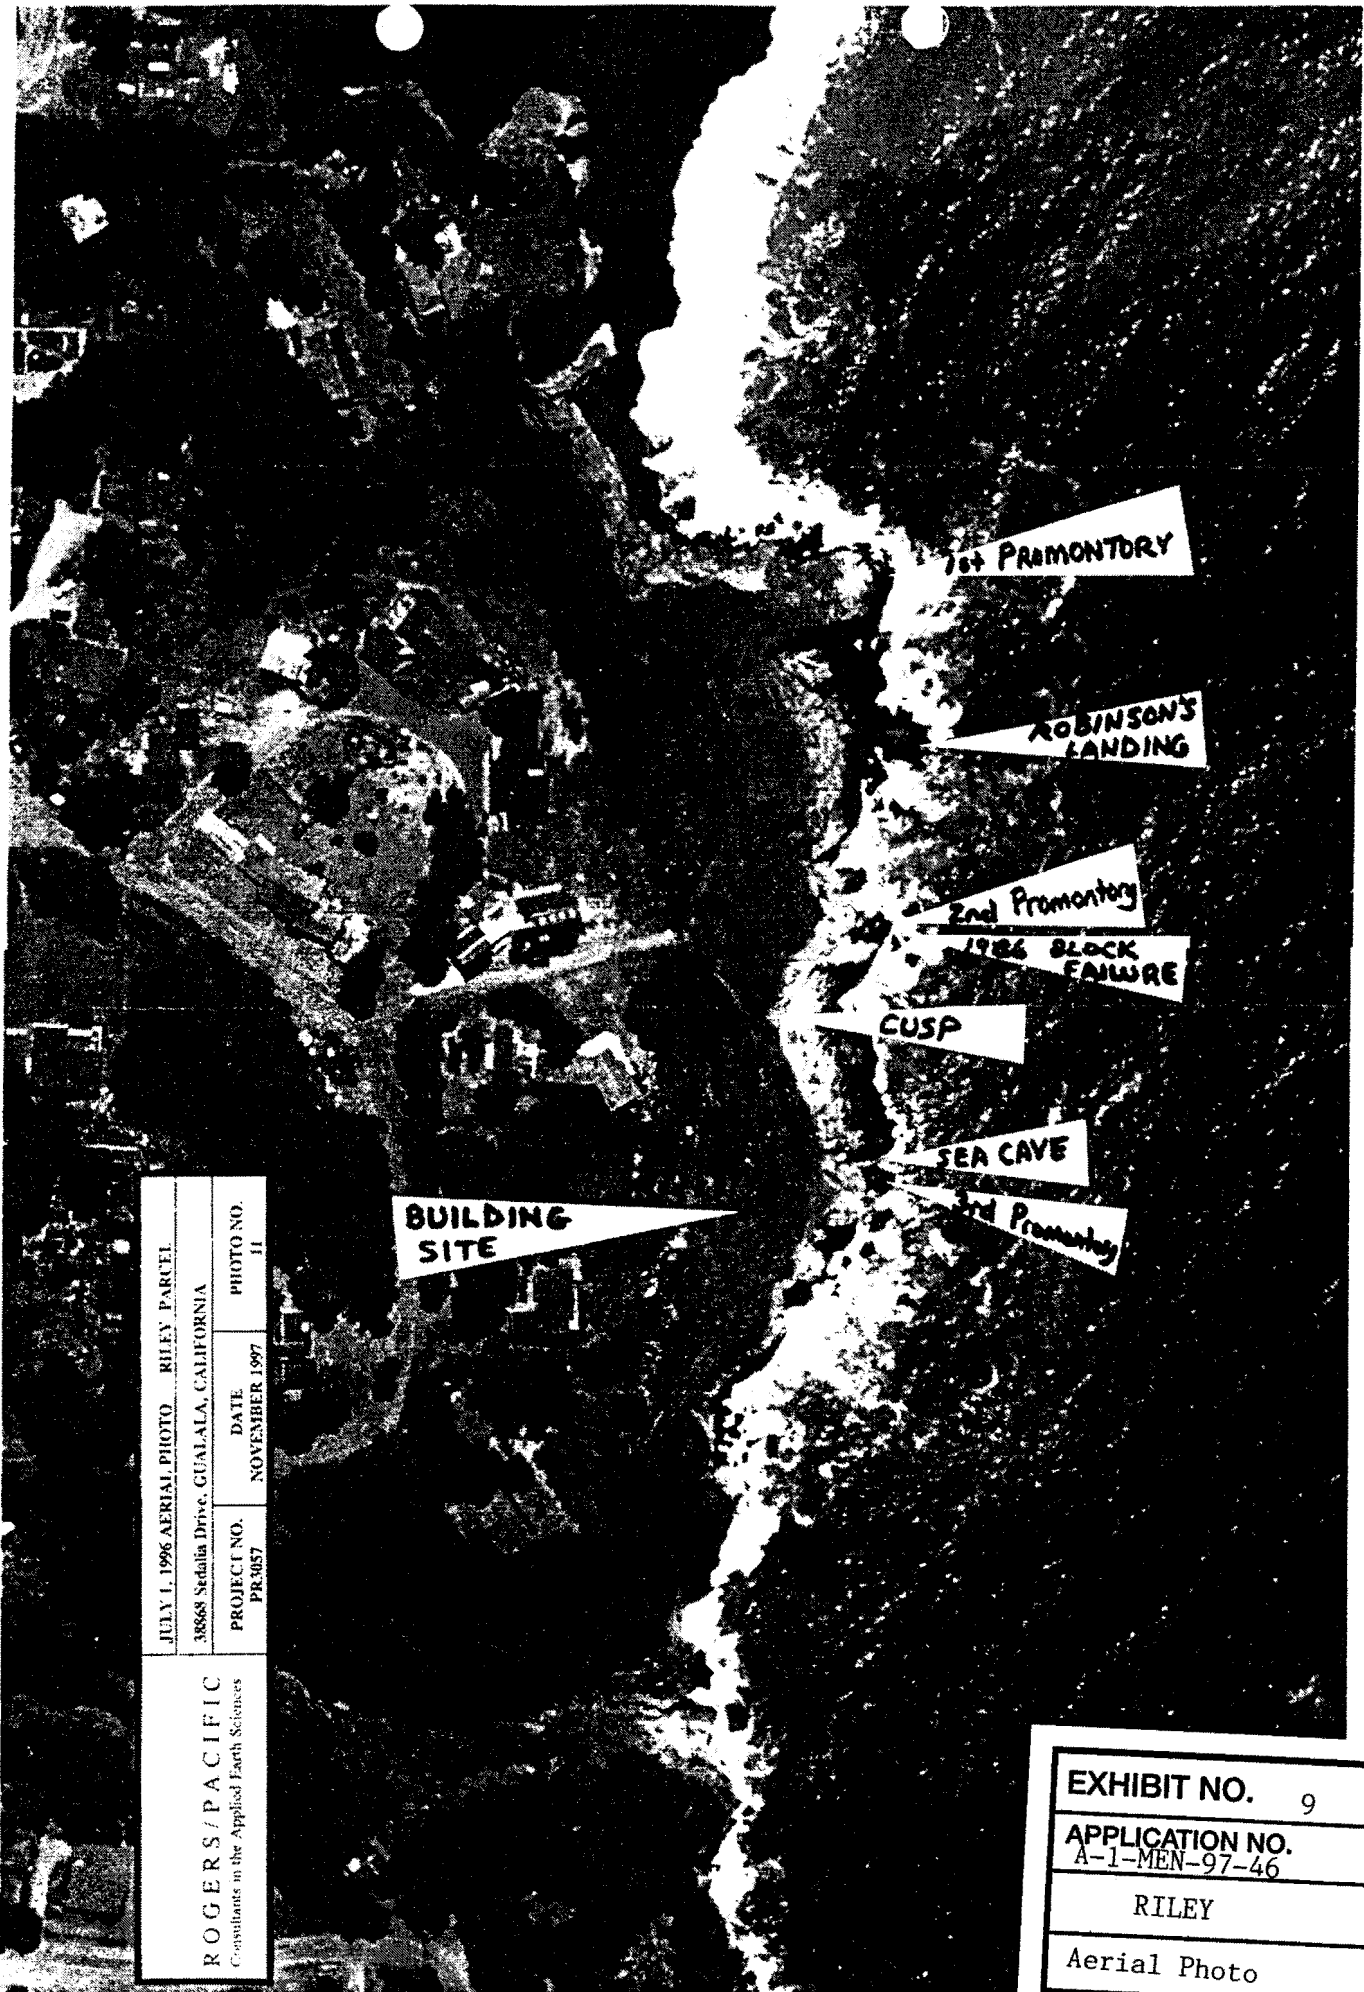 1st PROMONTORY
ROBINSON'S
LANDING
2nd Promontory
1986 BLOCK
FAILURE
CUSP
SEA CAVE
3rd Promontory
BUILDING
SITE
ROGERS/PACIFIC
Consultants in the Applied Earth Sciences
JULY 1, 1996 AERIAL PHOTO RILEY PARCEL
38868 Sedalia Drive, GUALALA, CALIFORNIA
PROJECT NO.
PR3057
DATE
NOVEMBER 1997
PHOTO NO.
11
EXHIBIT NO. 9
APPLICATION NO.
A-1-MEN-97-46
RILEY
Aerial Photo